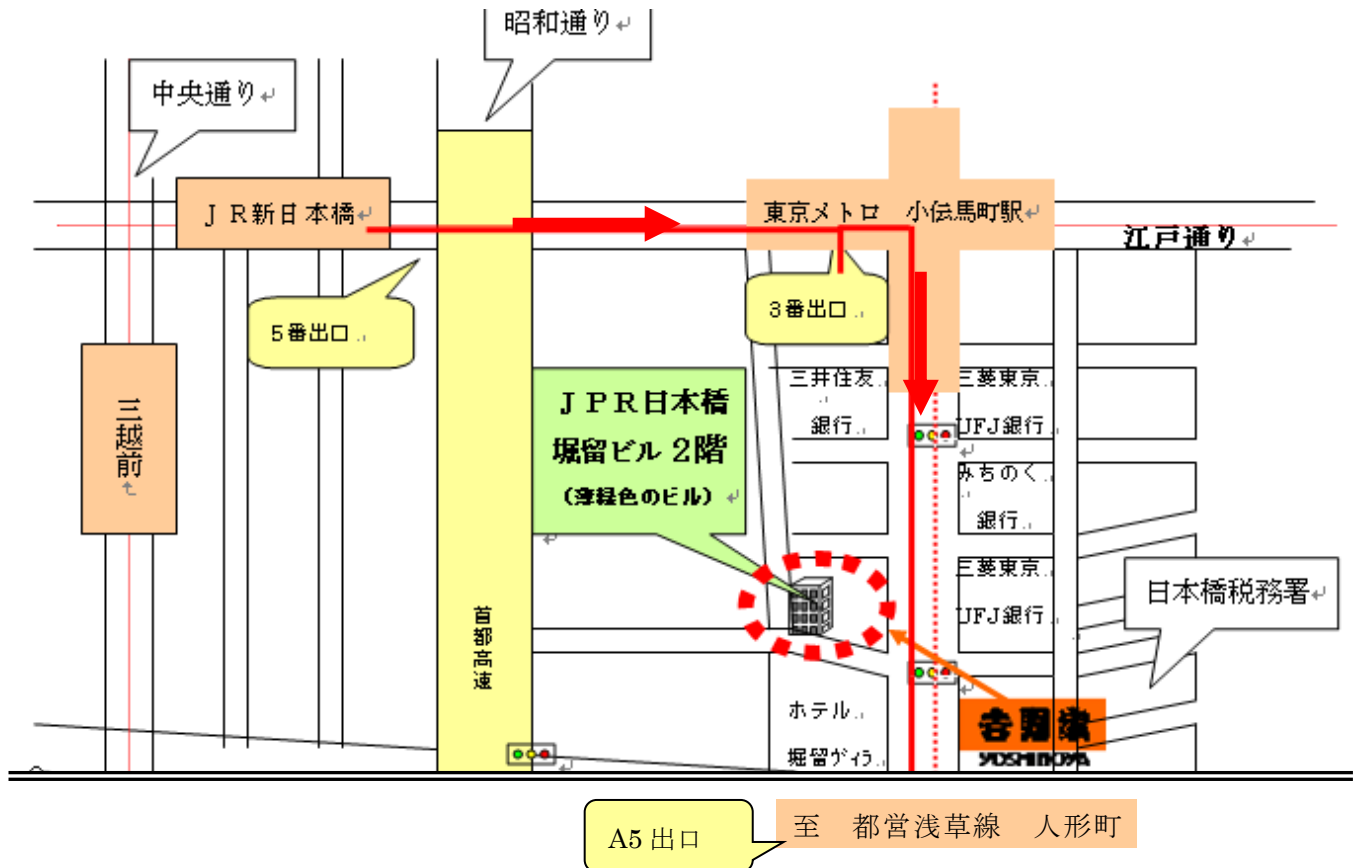 昭和通り
中央通り
ＪＲ新日本橋
東京メトロ 小伝馬町駅
江戸通り
5番出口
3番出口
三越前
ＪＰＲ日本橋
堀留ビル 2階
(薄緑色のビル)
三井住友
銀行
三菱東京
UFJ銀行
みちのく
銀行
三菱東京
UFJ銀行
日本橋税務署
首都高速
ホテル
堀留ヴィラ
吉野家
YOSHINOYA
A5 出口
至 都営浅草線 人形町